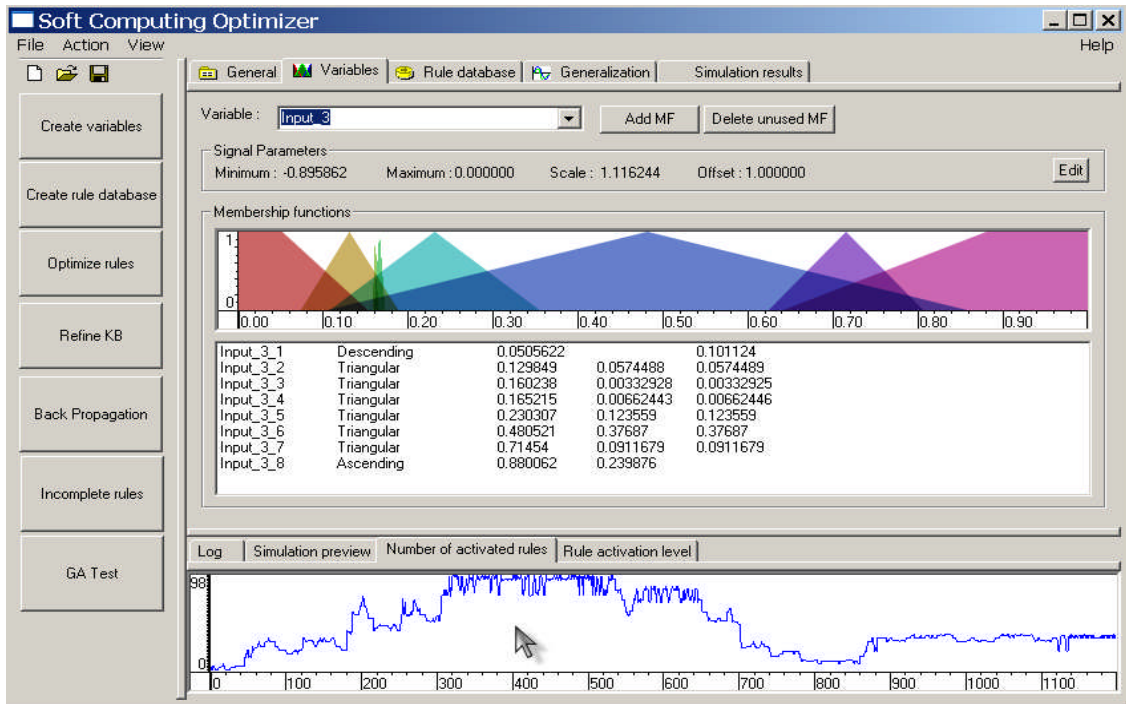 Soft Computing Optimizer
File Action View Help
General Variables Rule database Generalization Simulation results
Create variables
Create rule database
Optimize rules
Refine KB
Back Propagation
Incomplete rules
GA Test
Variable : Input_3 Add MF Delete unused MF
Signal Parameters
Minimum : -0.895862 Maximum : 0.000000 Scale : 1.116244 Offset : 1.000000 Edit
Membership functions
1
0
0.00 0.10 0.20 0.30 0.40 0.50 0.60 0.70 0.80 0.90
Input_3_1 Descending 0.0505622 0.101124
Input_3_2 Triangular 0.129849 0.0574488 0.0574489
Input_3_3 Triangular 0.160238 0.00332928 0.00332925
Input_3_4 Triangular 0.165215 0.00662443 0.00662446
Input_3_5 Triangular 0.230307 0.123559 0.123559
Input_3_6 Triangular 0.480521 0.37687 0.37687
Input_3_7 Triangular 0.71454 0.0911679 0.0911679
Input_3_8 Ascending 0.880062 0.239876
Log Simulation preview Number of activated rules Rule activation level
98
0
0 100 200 300 400 500 600 700 800 900 1000 1100